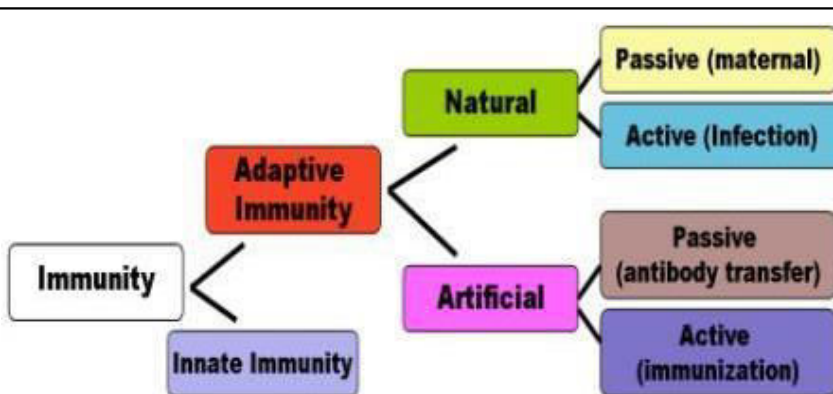 Passive (maternal)
Natural
Active (Infection)
Adaptive
Immunity
Passive
(antibody transfer)
Immunity
Artificial
Active
(immunization)
Innate Immunity